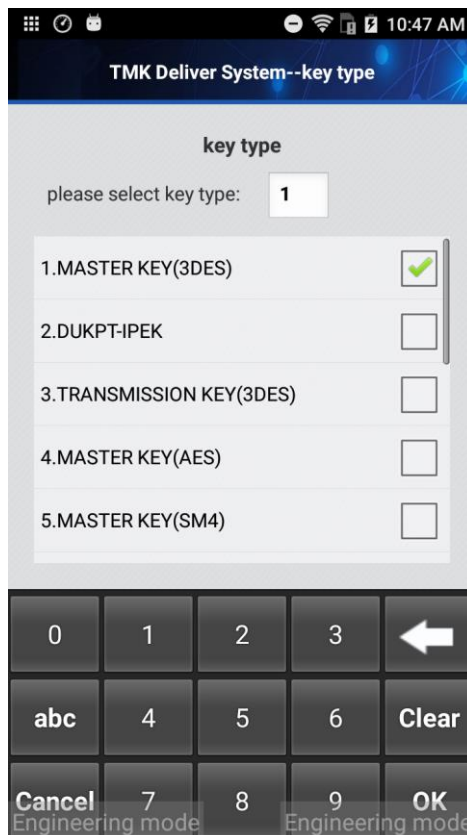 10:47 AM
TMK Deliver System--key type
key type
please select key type: 1
1.MASTER KEY(3DES)
2.DUKPT-IPEK
3.TRANSMISSION KEY(3DES)
4.MASTER KEY(AES)
5.MASTER KEY(SM4)
0 1 2 3
abc 4 5 6 Clear
Cancel 7 8 9 OK
Engineering mode Engineering mode